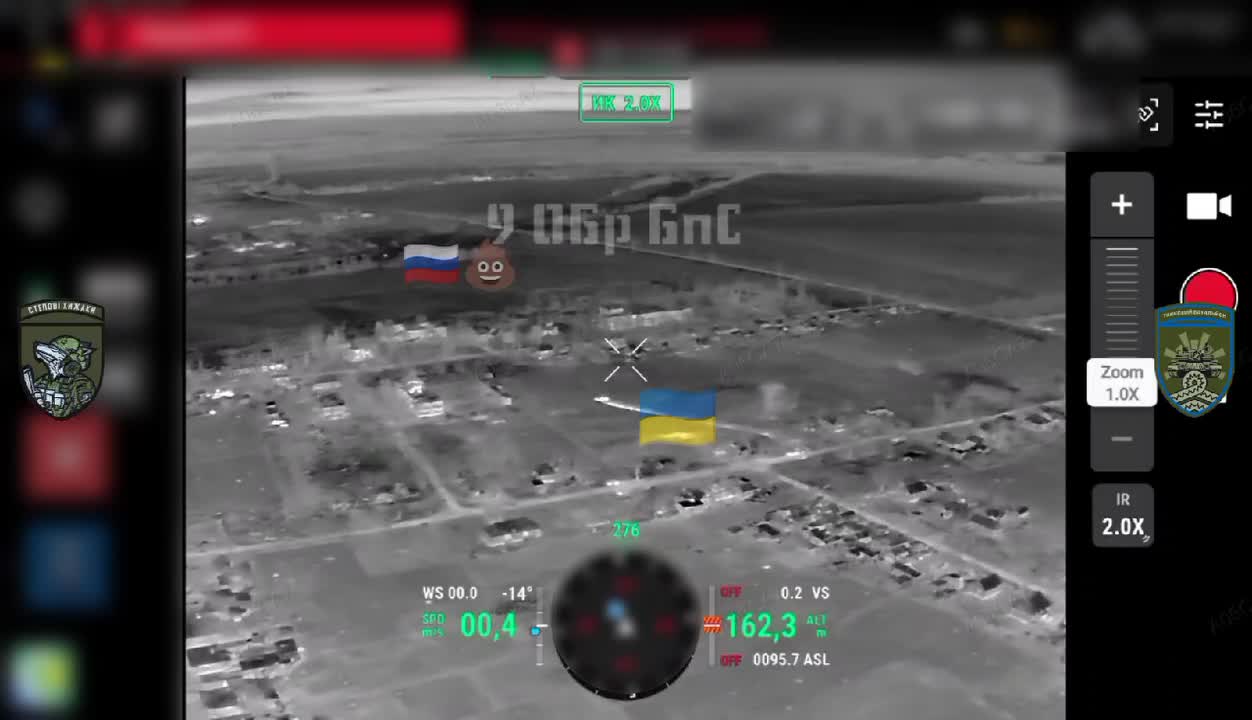 ИК 2.0X
9 ОБр БпС
СТЕПОВІ ХИЖАКИ
Zoom
1.0X
IR
2.0X
276
WS 00.0 -14°
OFF 0.2 VS
SPD
m/s
00,4
162,3 ALT
m
OFF 0095.7 ASL